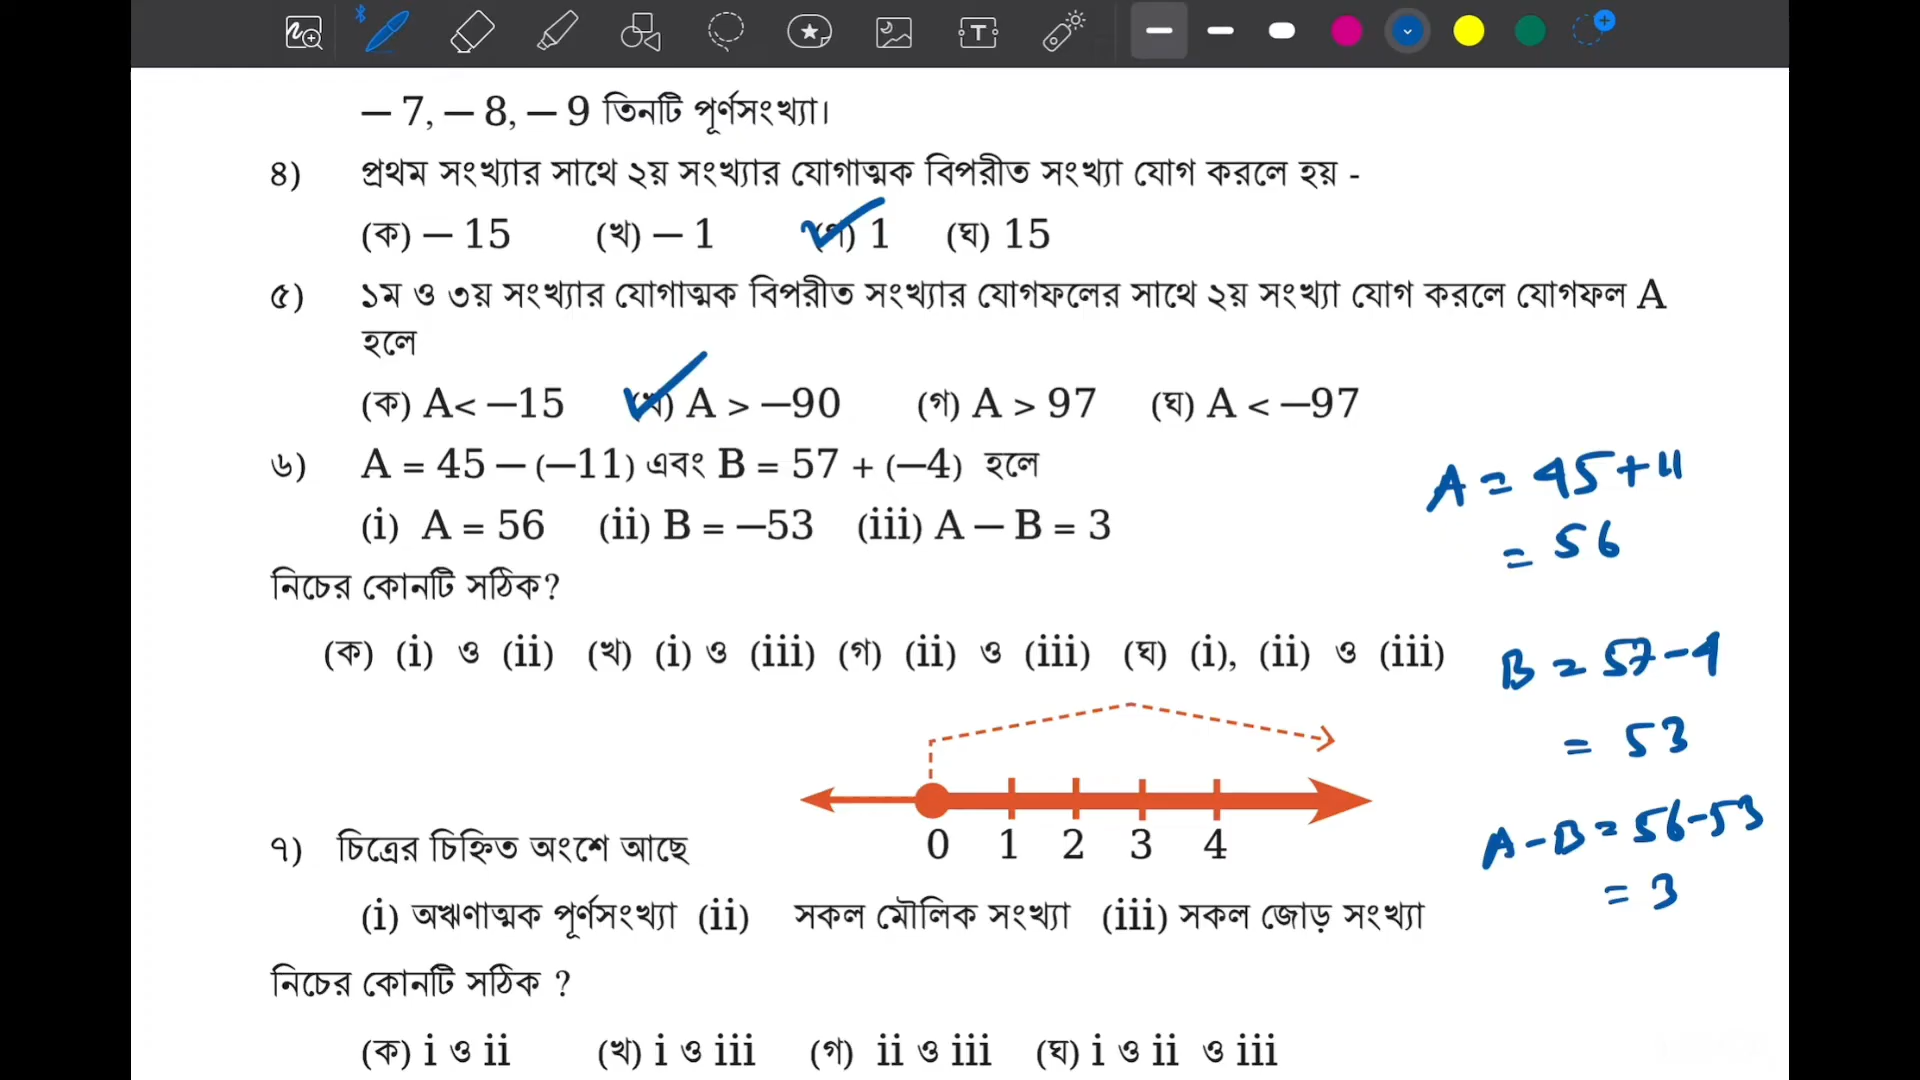 – 7, – 8, – 9 তিনটি পূর্ণসংখ্যা।
৪) প্রথম সংখ্যার সাথে ২য় সংখ্যার যোগাত্মক বিপরীত সংখ্যা যোগ করলে হয় -
(ক) – 15 (খ) – 1 (গ) 1 (ঘ) 15
৫) ১ম ও ৩য় সংখ্যার যোগাত্মক বিপরীত সংখ্যার যোগফলের সাথে ২য় সংখ্যা যোগ করলে যোগফল A
হলে
(ক) A< –15 (খ) A > –90 (গ) A > 97 (ঘ) A < –97
৬) A = 45 – (–11) এবং B = 57 + (–4) হলে
A = 45+11
(i) A = 56 (ii) B = –53 (iii) A – B = 3
= 56
নিচের কোনটি সঠিক?
(ক) (i) ও (ii) (খ) (i) ও (iii) (গ) (ii) ও (iii) (ঘ) (i), (ii) ও (iii)
B = 57-4
= 53
0 1 2 3 4
A-B=56-53
= 3
৭) চিত্রের চিহ্নিত অংশে আছে
(i) অঋণাত্মক পূর্ণসংখ্যা (ii) সকল মৌলিক সংখ্যা (iii) সকল জোড় সংখ্যা
নিচের কোনটি সঠিক ?
(ক) i ও ii (খ) i ও iii (গ) ii ও iii (ঘ) i ও ii ও iii